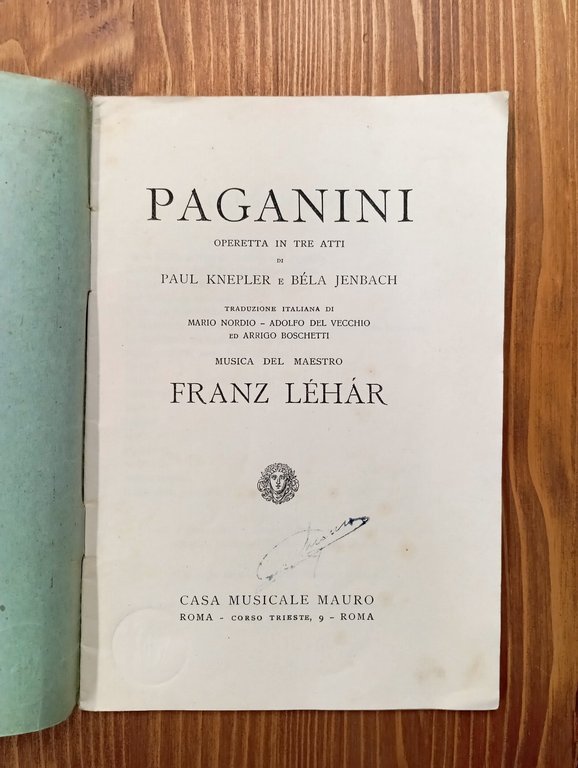 PAGANINI
OPERETTA IN TRE ATTI
DI
PAUL KNEPLER E BÉLA JENBACH
TRADUZIONE ITALIANA DI
MARIO NORDIO – ADOLFO DEL VECCHIO
ED ARRIGO BOSCHETTI
MUSICA DEL MAESTRO
FRANZ LÉHÁR
CASA MUSICALE MAURO
ROMA – CORSO TRIESTE, 9 – ROMA